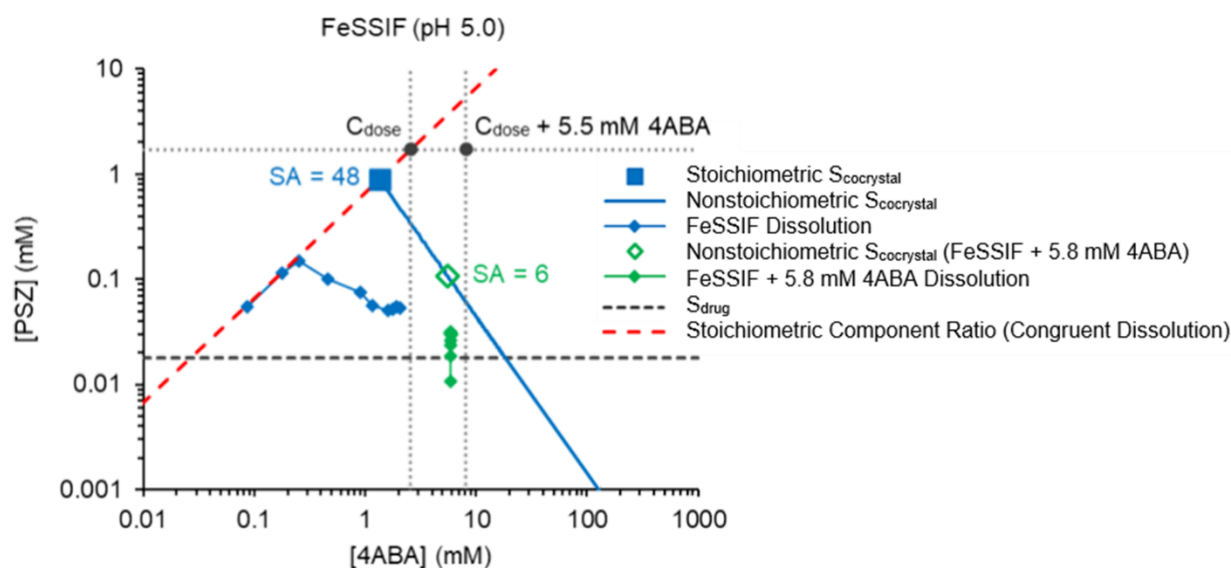 FeSSIF (pH 5.0)
10
1
0.1
0.01
0.001
[PSZ] (mM)
Cdose
Cdose + 5.5 mM 4ABA
SA = 48
SA = 6
Stoichiometric Scocrystal
Nonstoichiometric Scocrystal
FeSSIF Dissolution
Nonstoichiometric Scocrystal (FeSSIF + 5.8 mM 4ABA)
FeSSIF + 5.8 mM 4ABA Dissolution
Sdrug
Stoichiometric Component Ratio (Congruent Dissolution)
0.01 0.1 1 10 100 1000
[4ABA] (mM)